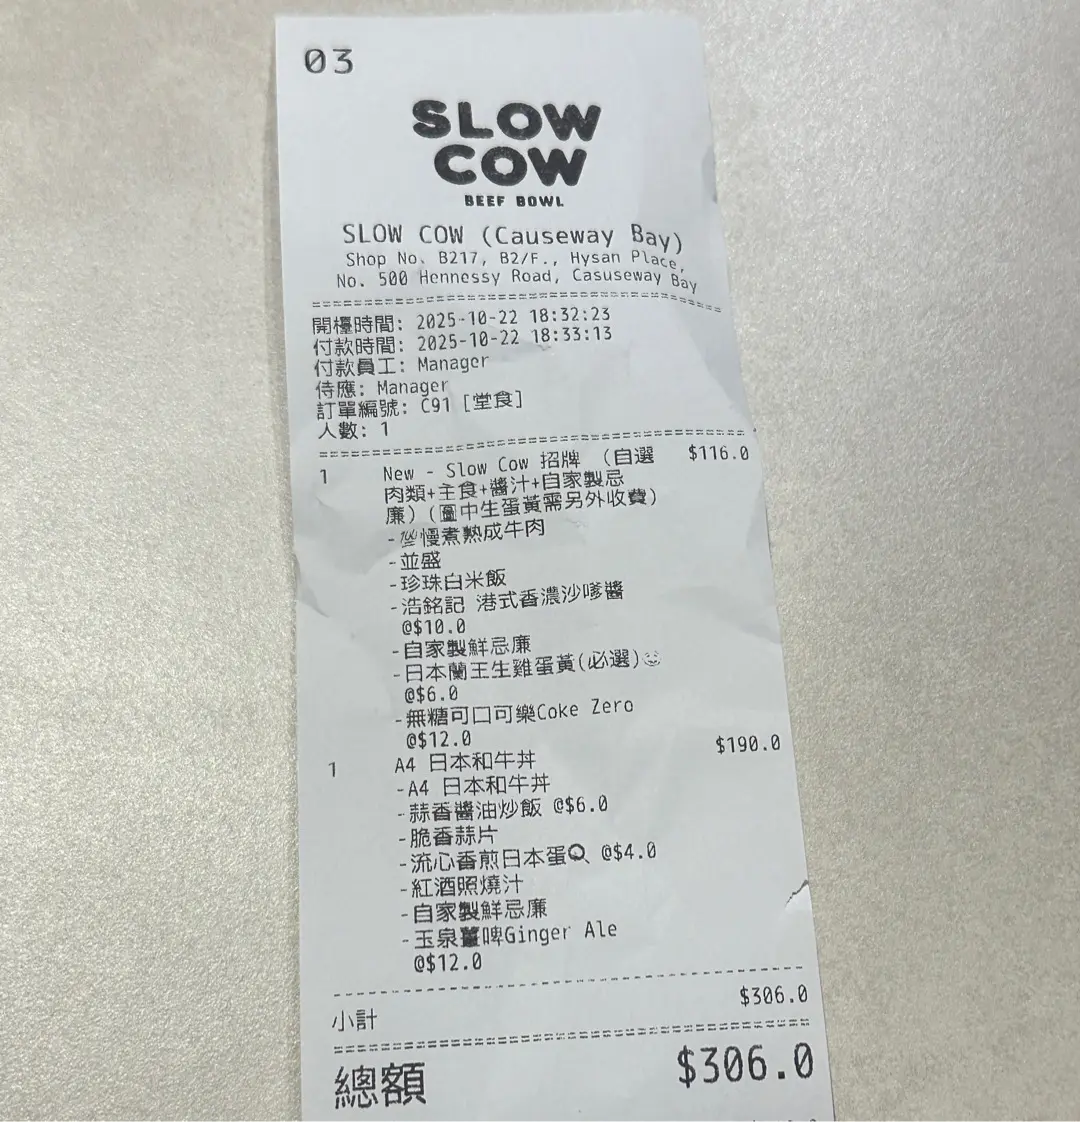 03
SLOW
COW
BEEF BOWL
SLOW COW (Causeway Bay)
Shop No. B217, B2/F., Hysan Place,
No. 500 Hennessy Road, Casuseway Bay
開檯時間: 2025-10-22 18:32:23
付款時間: 2025-10-22 18:33:13
付款員工: Manager
侍應: Manager
訂單編號: C91 [堂食]
人數: 1
1 New - Slow Cow 招牌 (自選 $116.0
肉類+主食+醬汁+自家製忌
廉) (圖中生蛋黃需另外收費)
-💯慢煮熟成牛肉
-並盛
-珍珠白米飯
-浩銘記 港式香濃沙嗲醬
@$10.0
-自家製鮮忌廉
-日本蘭王生雞蛋黃(必選)
@$6.0
-無糖可口可樂Coke Zero
@$12.0
1 A4 日本和牛丼 $190.0
-A4 日本和牛丼
-蒜香醬油炒飯 @$6.0
-脆香蒜片
-流心香煎日本蛋🍳 @$4.0
-紅酒照燒汁
-自家製鮮忌廉
-玉泉薑啤Ginger Ale
@$12.0
小計 $306.0
總額 $306.0